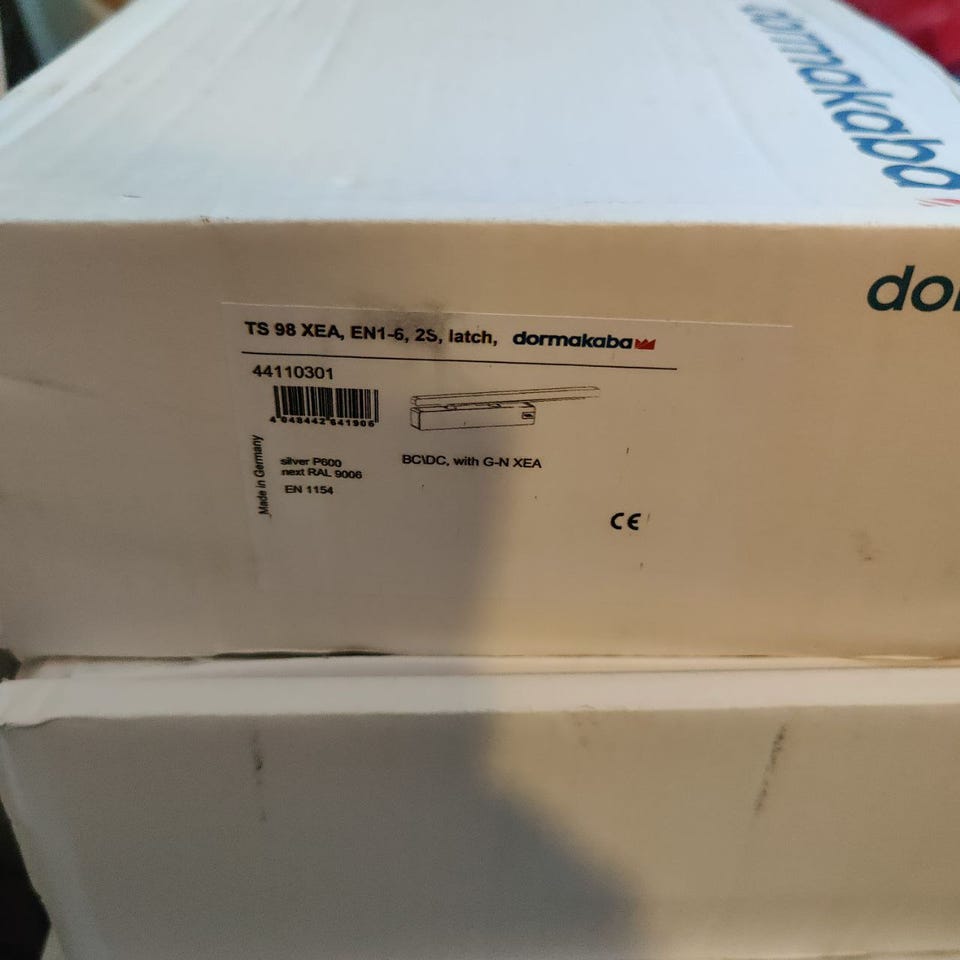 dormakaba
do
TS 98 XEA, EN1-6, 2S, latch, dormakaba
44110301
4 048442 641906
Made in Germany
silver P600
next RAL 9006
EN 1154
BC\DC, with G-N XEA
CE